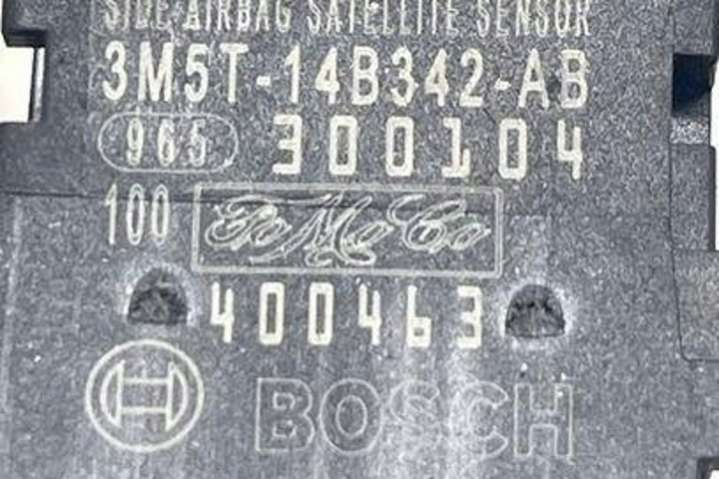 SIDE AIRBAG SATELLITE SENSOR
3M5T-14B342-AB
965 300104
100 FoMoCo
400463
BOSCH